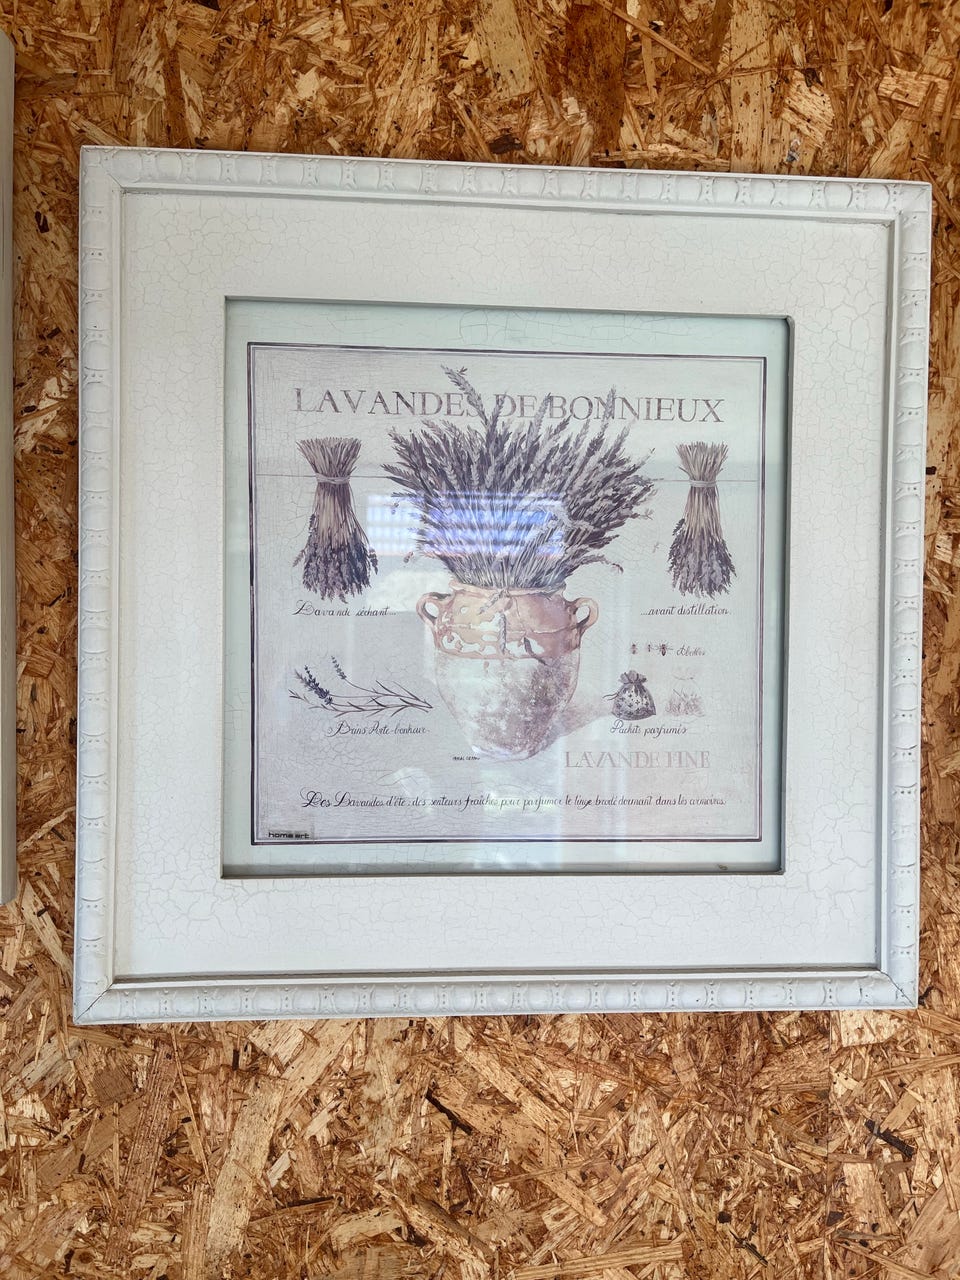 LAVANDES DE BONNIEUX
Lavande séchant...
...avant distillation.
Abeilles
Brins Porte-bonheur
Sachets parfumés
LAVANDE FINE
Les Lavandes d'été: des senteurs fraîches pour parfumer le linge brodé dormant dans les armoires.
home art